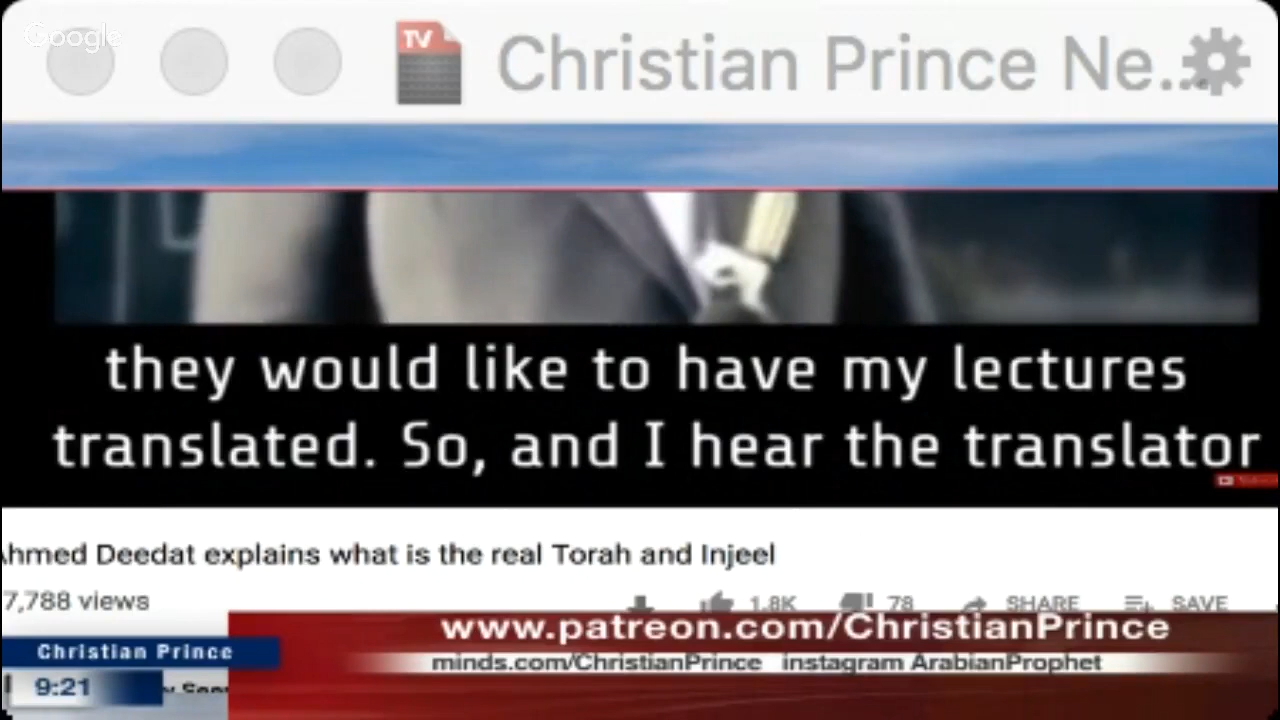 Google
TV
Christian Prince Ne...
they would like to have my lectures
translated. So, and I hear the translator
Ahmed Deedat explains what is the real Torah and Injeel
7,788 views
1.8K
78
SHARE
SAVE
www.patreon.com/ChristianPrince
Christian Prince
minds.com/ChristianPrince instagram ArabianProphet
9:21